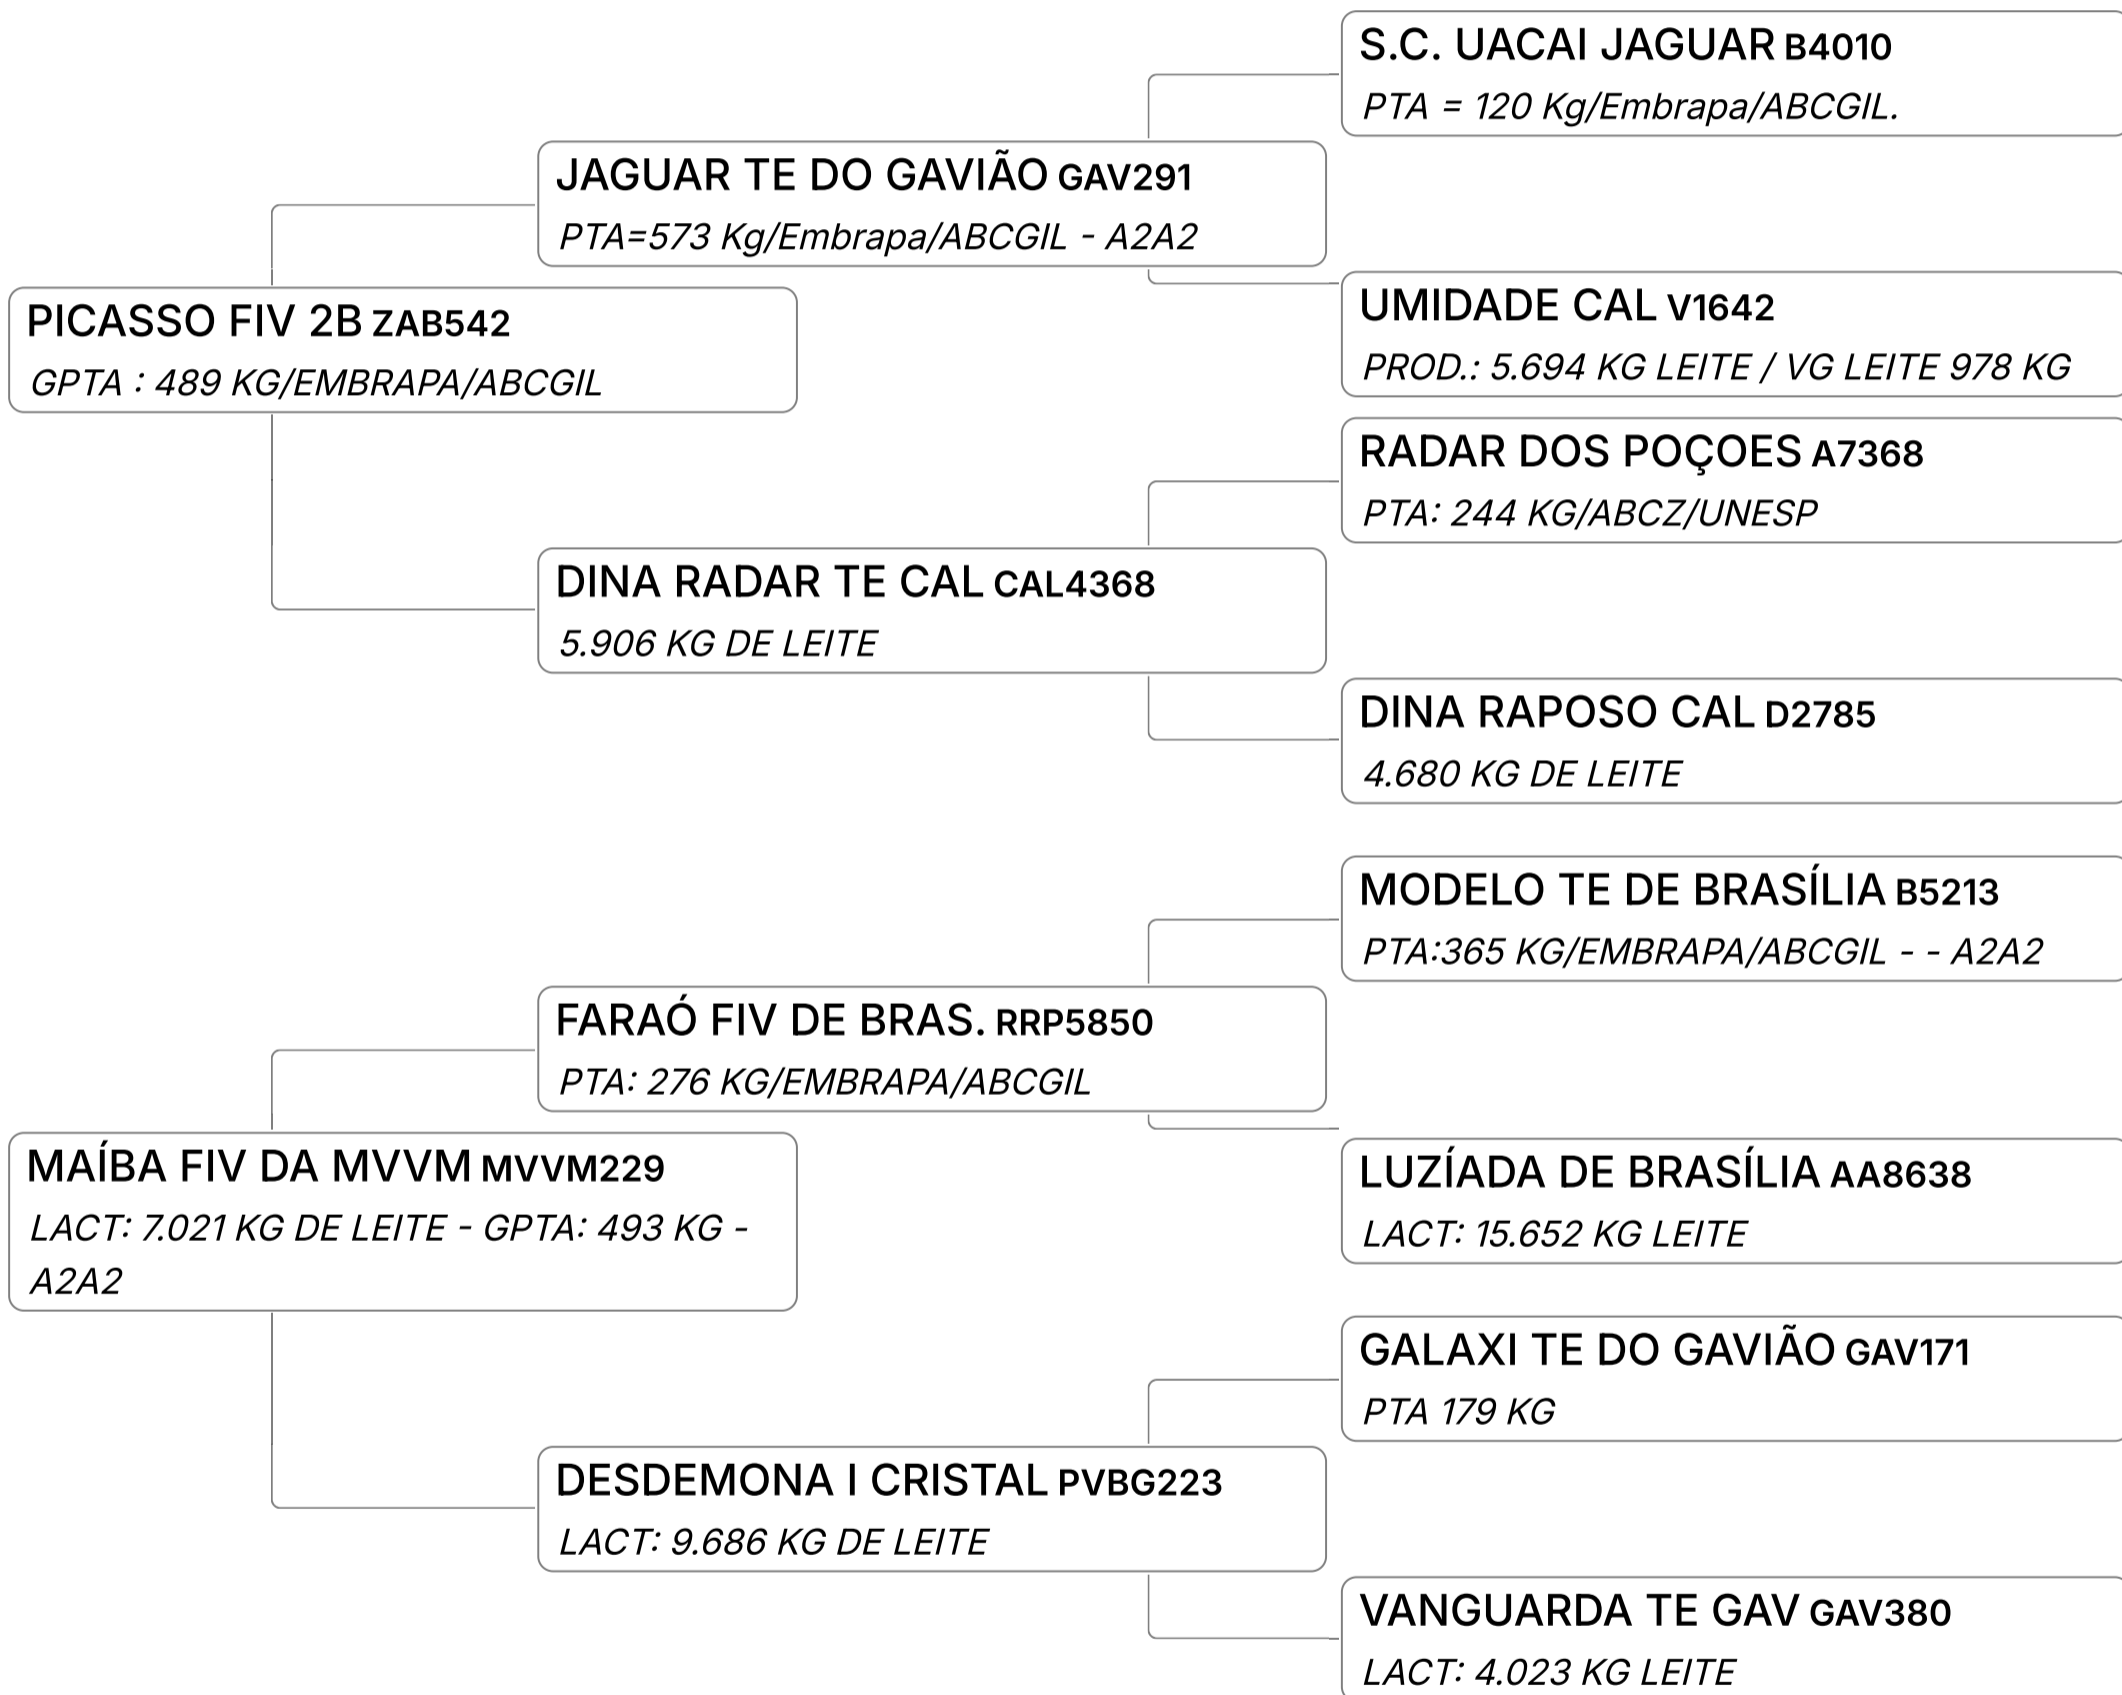 S.C. UACAI JAGUAR B4010
PTA = 120 Kg/Embrapa/ABCGIL.
JAGUAR TE DO GAVIÃO GAV291
PTA=573 Kg/Embrapa/ABCGIL - A2A2
UMIDADE CAL V1642
PROD.: 5.694 KG LEITE / VG LEITE 978 KG
PICASSO FIV 2B ZAB542
GPTA : 489 KG/EMBRAPA/ABCGIL
RADAR DOS POÇOES A7368
PTA: 244 KG/ABCZ/UNESP
DINA RADAR TE CAL CAL4368
5.906 KG DE LEITE
DINA RAPOSO CAL D2785
4.680 KG DE LEITE
MODELO TE DE BRASÍLIA B5213
PTA:365 KG/EMBRAPA/ABCGIL - - A2A2
FARAÓ FIV DE BRAS. RRP5850
PTA: 276 KG/EMBRAPA/ABCGIL
LUZÍADA DE BRASÍLIA AA8638
LACT: 15.652 KG LEITE
MAÍBA FIV DA MVVM MVVM229
LACT: 7.021 KG DE LEITE - GPTA: 493 KG -
A2A2
GALAXI TE DO GAVIÃO GAV171
PTA 179 KG
DESDEMONA I CRISTAL PVBG223
LACT: 9.686 KG DE LEITE
VANGUARDA TE GAV GAV380
LACT: 4.023 KG LEITE